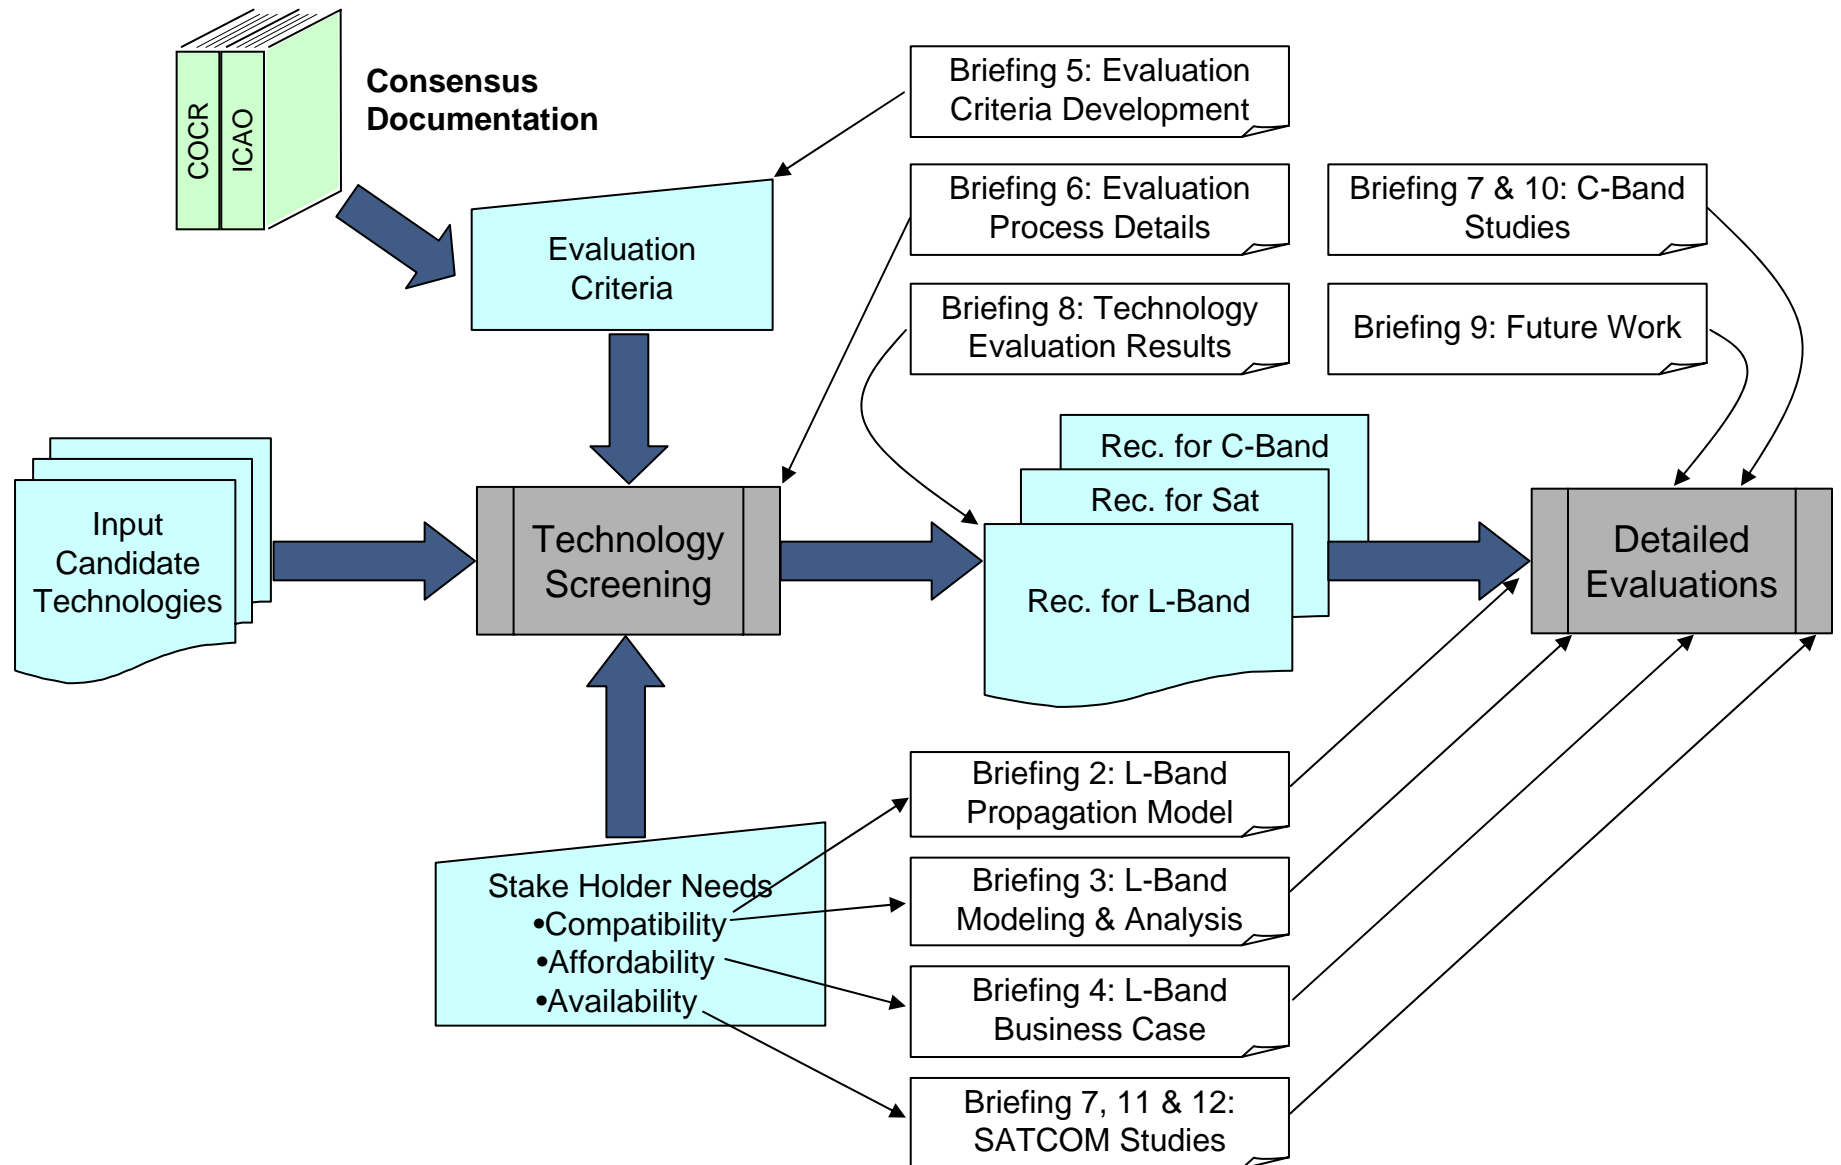 COCR
ICAO
Consensus
Documentation
Briefing 5: Evaluation
Criteria Development
Evaluation
Criteria
Briefing 6: Evaluation
Process Details
Briefing 7 & 10: C-Band
Studies
Briefing 8: Technology
Evaluation Results
Briefing 9: Future Work
Input
Candidate
Technologies
Technology
Screening
Rec. for C-Band
Rec. for Sat
Rec. for L-Band
Detailed
Evaluations
Stake Holder Needs
•Compatibility
•Affordability
•Availability
Briefing 2: L-Band
Propagation Model
Briefing 3: L-Band
Modeling & Analysis
Briefing 4: L-Band
Business Case
Briefing 7, 11 & 12:
SATCOM Studies